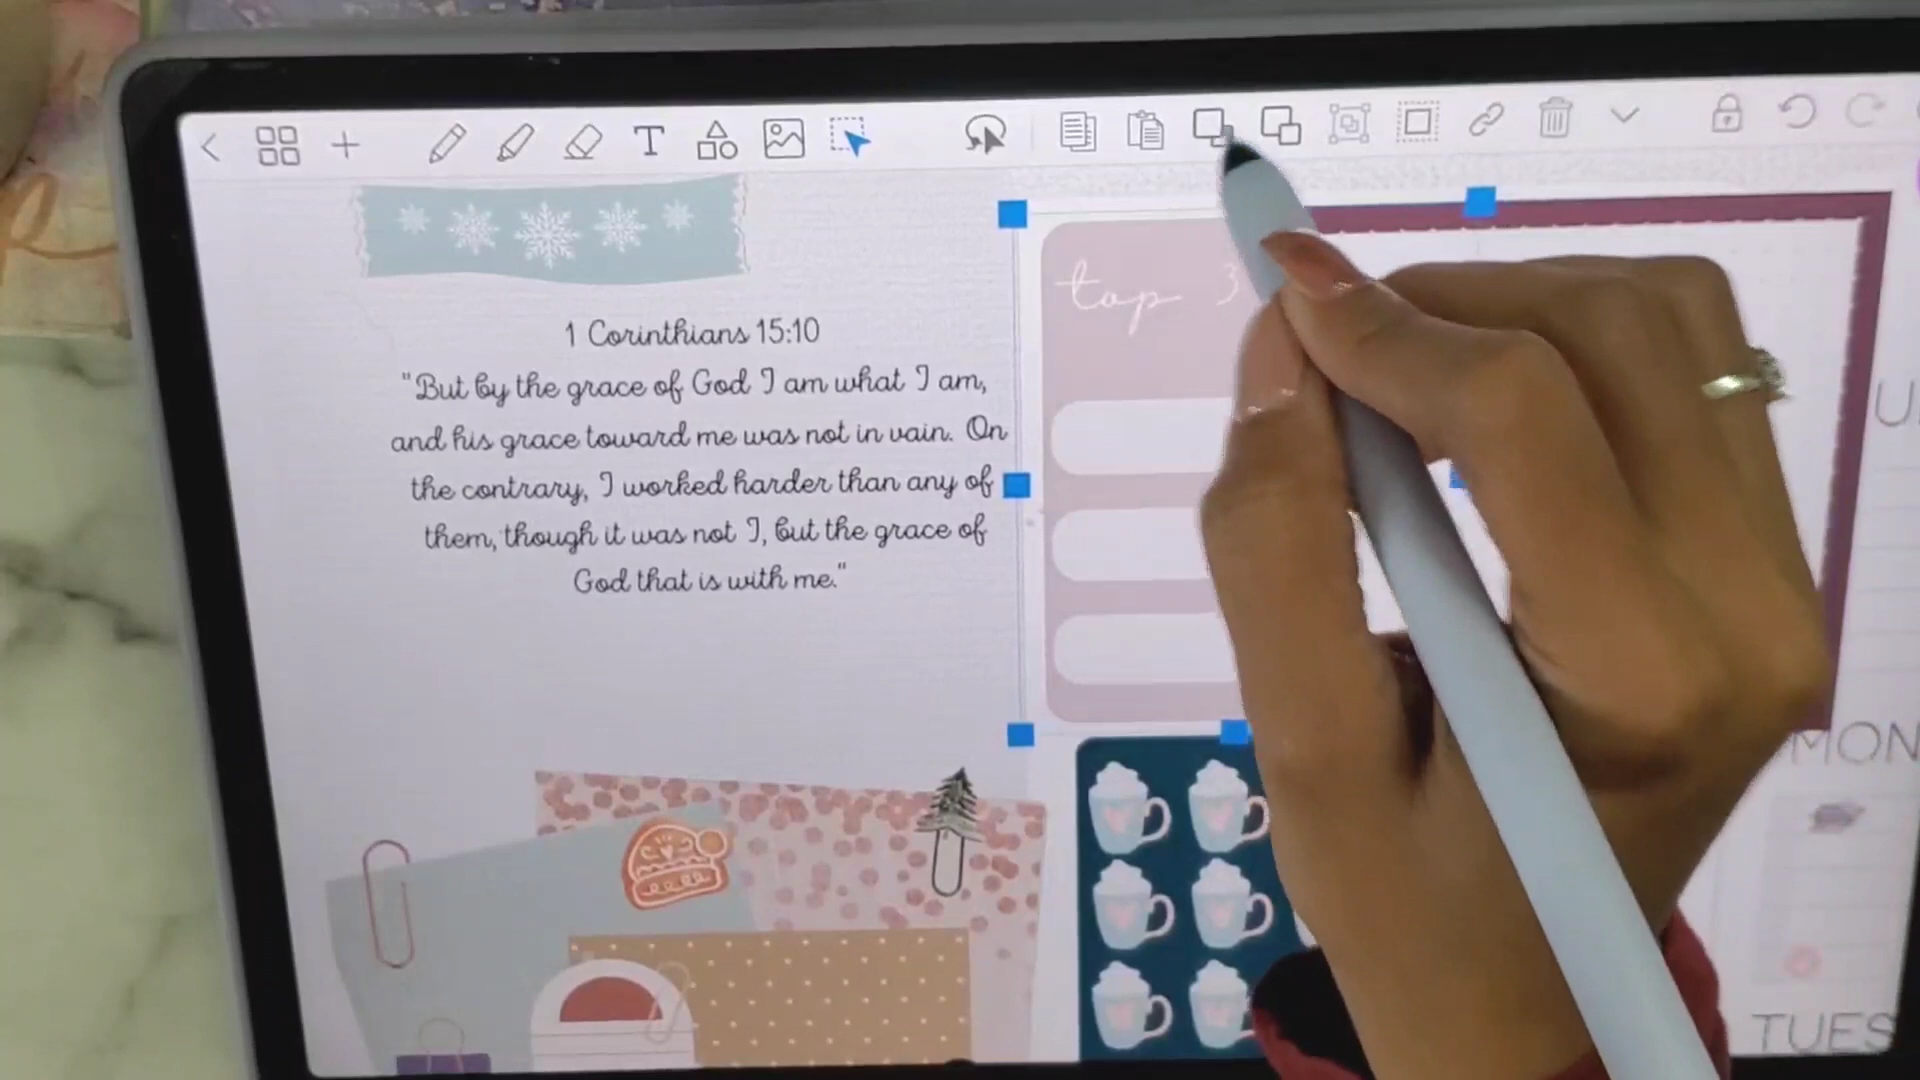 1 Corinthians 15:10
"But by the grace of God I am what I am,
and his grace toward me was not in vain. On
the contrary, I worked harder than any of
them, though it was not I, but the grace of
God that is with me."
top 3
MON
TUES